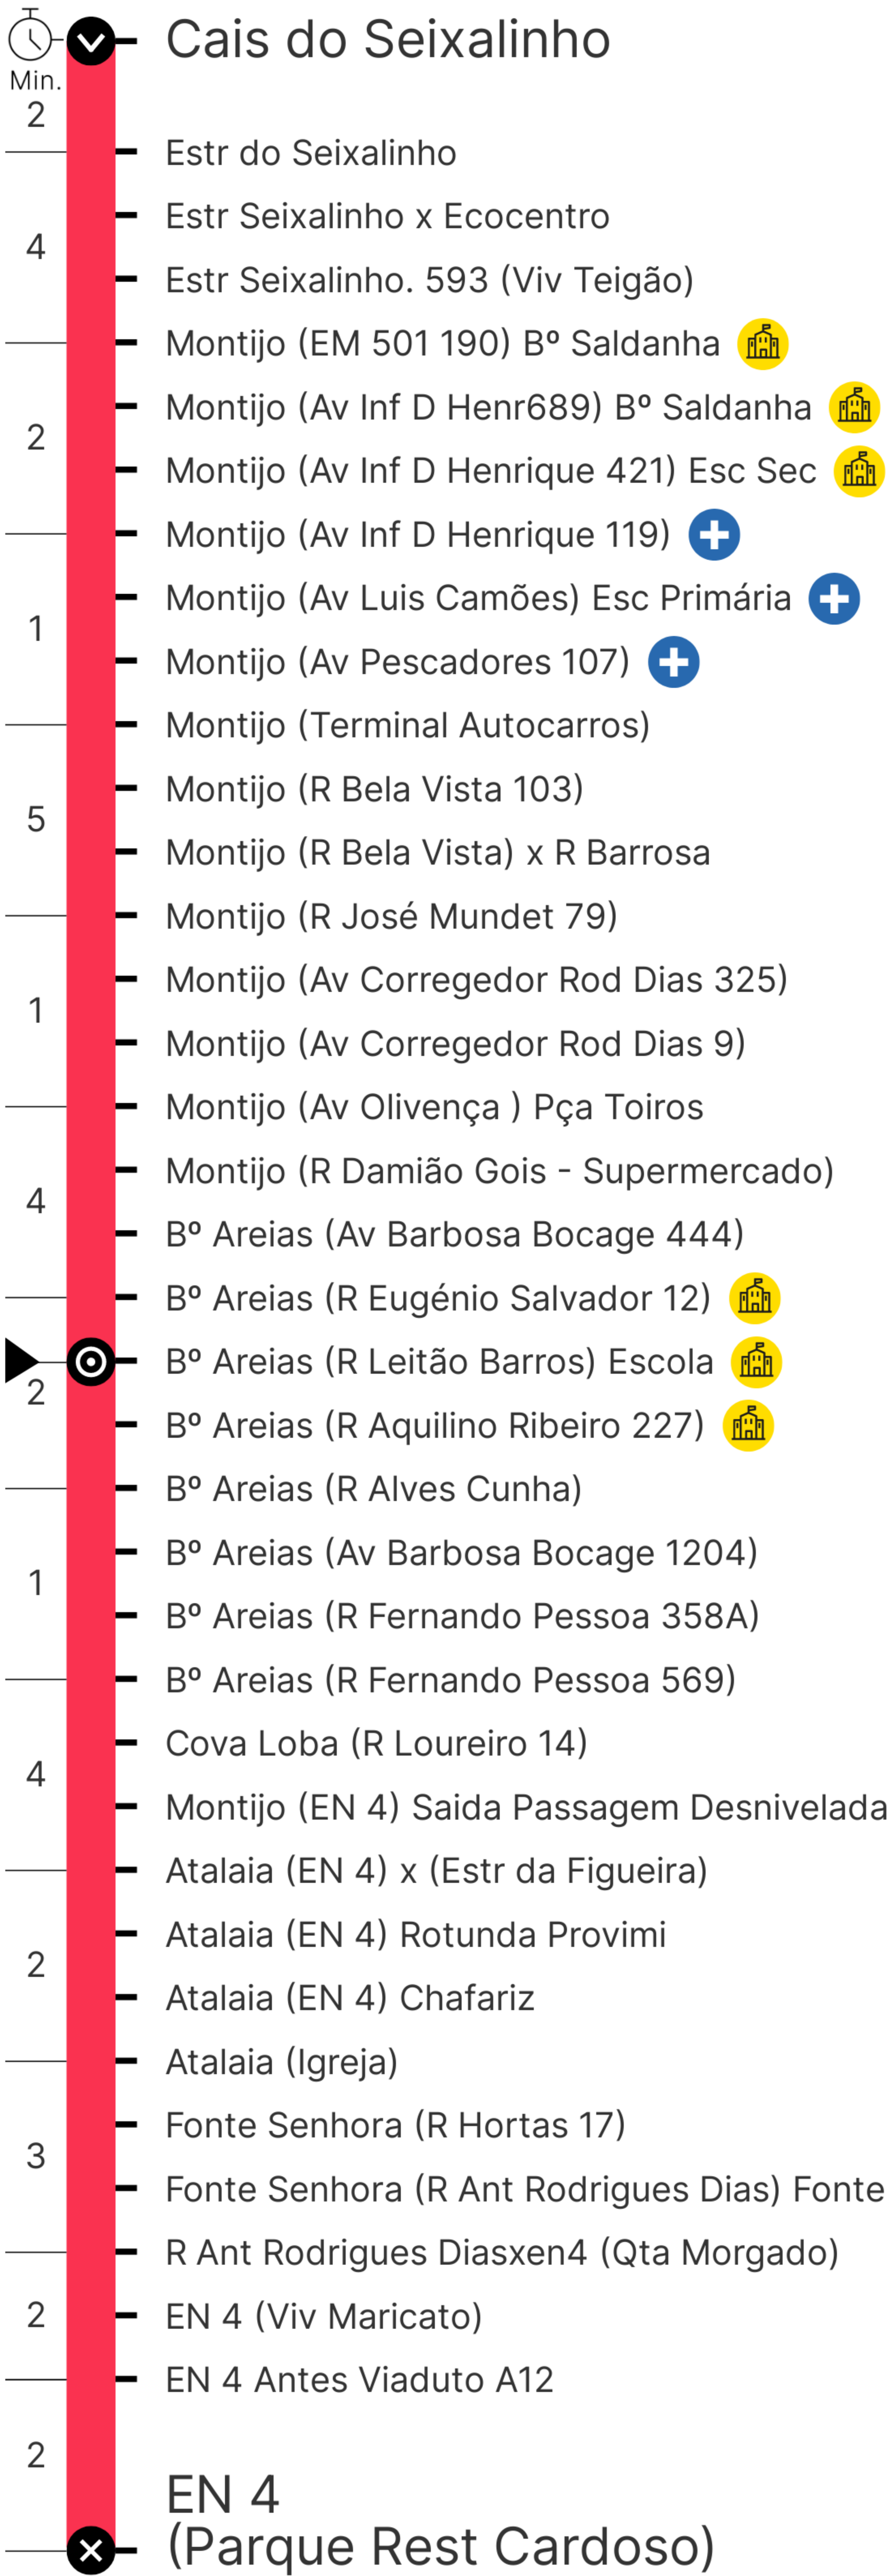 Cais do Seixalinho
Min.
2
Estr do Seixalinho
Estr Seixalinho x Ecocentro
4
Estr Seixalinho. 593 (Viv Teigão)
Montijo (EM 501 190) Bº Saldanha
Montijo (Av Inf D Henr689) Bº Saldanha
2
Montijo (Av Inf D Henrique 421) Esc Sec
Montijo (Av Inf D Henrique 119)
Montijo (Av Luis Camões) Esc Primária
1
Montijo (Av Pescadores 107)
Montijo (Terminal Autocarros)
Montijo (R Bela Vista 103)
5
Montijo (R Bela Vista) x R Barrosa
Montijo (R José Mundet 79)
Montijo (Av Corregedor Rod Dias 325)
1
Montijo (Av Corregedor Rod Dias 9)
Montijo (Av Olivença ) Pça Toiros
Montijo (R Damião Gois - Supermercado)
4
Bº Areias (Av Barbosa Bocage 444)
Bº Areias (R Eugénio Salvador 12)
Bº Areias (R Leitão Barros) Escola
2
Bº Areias (R Aquilino Ribeiro 227)
Bº Areias (R Alves Cunha)
Bº Areias (Av Barbosa Bocage 1204)
1
Bº Areias (R Fernando Pessoa 358A)
Bº Areias (R Fernando Pessoa 569)
Cova Loba (R Loureiro 14)
4
Montijo (EN 4) Saida Passagem Desnivelada
Atalaia (EN 4) x (Estr da Figueira)
Atalaia (EN 4) Rotunda Provimi
2
Atalaia (EN 4) Chafariz
Atalaia (Igreja)
Fonte Senhora (R Hortas 17)
3
Fonte Senhora (R Ant Rodrigues Dias) Fonte
R Ant Rodrigues Diasxen4 (Qta Morgado)
2
EN 4 (Viv Maricato)
EN 4 Antes Viaduto A12
2
EN 4
(Parque Rest Cardoso)